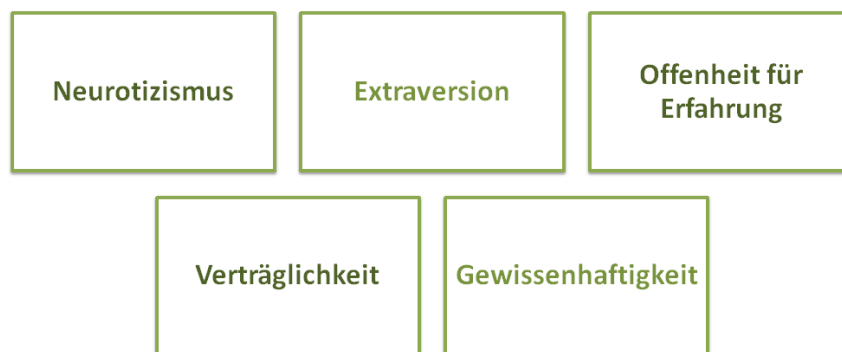 Neurotizismus
Extraversion
Offenheit für
Erfahrung
Verträglichkeit
Gewissenhaftigkeit